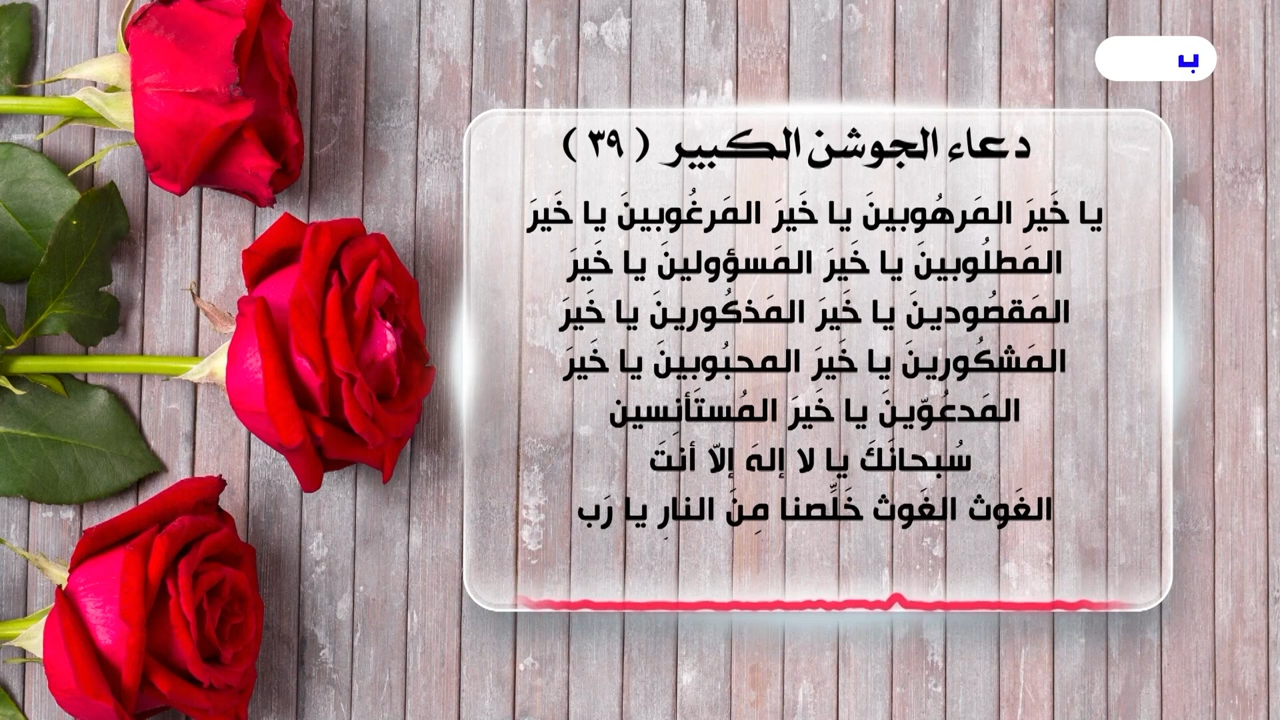 ب
دعاء الجوشن الكبير ( ٣٩ )
يا خَيرَ المَرهُوبينَ يا خَيرَ المَرغُوبينَ يا خَيرَ
المَطلُوبينَ يا خَيرَ المَسؤولينَ يا خَيرَ
المَقصُودينَ يا خَيرَ المَذكُورينَ يا خَيرَ
المَشكُورينَ يا خَيرَ المحبُوبينَ يا خَيرَ
المَدعُوّينَ يا خَيرَ المُستَأنسين
سُبحانَكَ يا لا إلهَ إلاّ أنتَ
الغَوث الغَوث خَلِّصنا مِنَ النارِ يا رَب